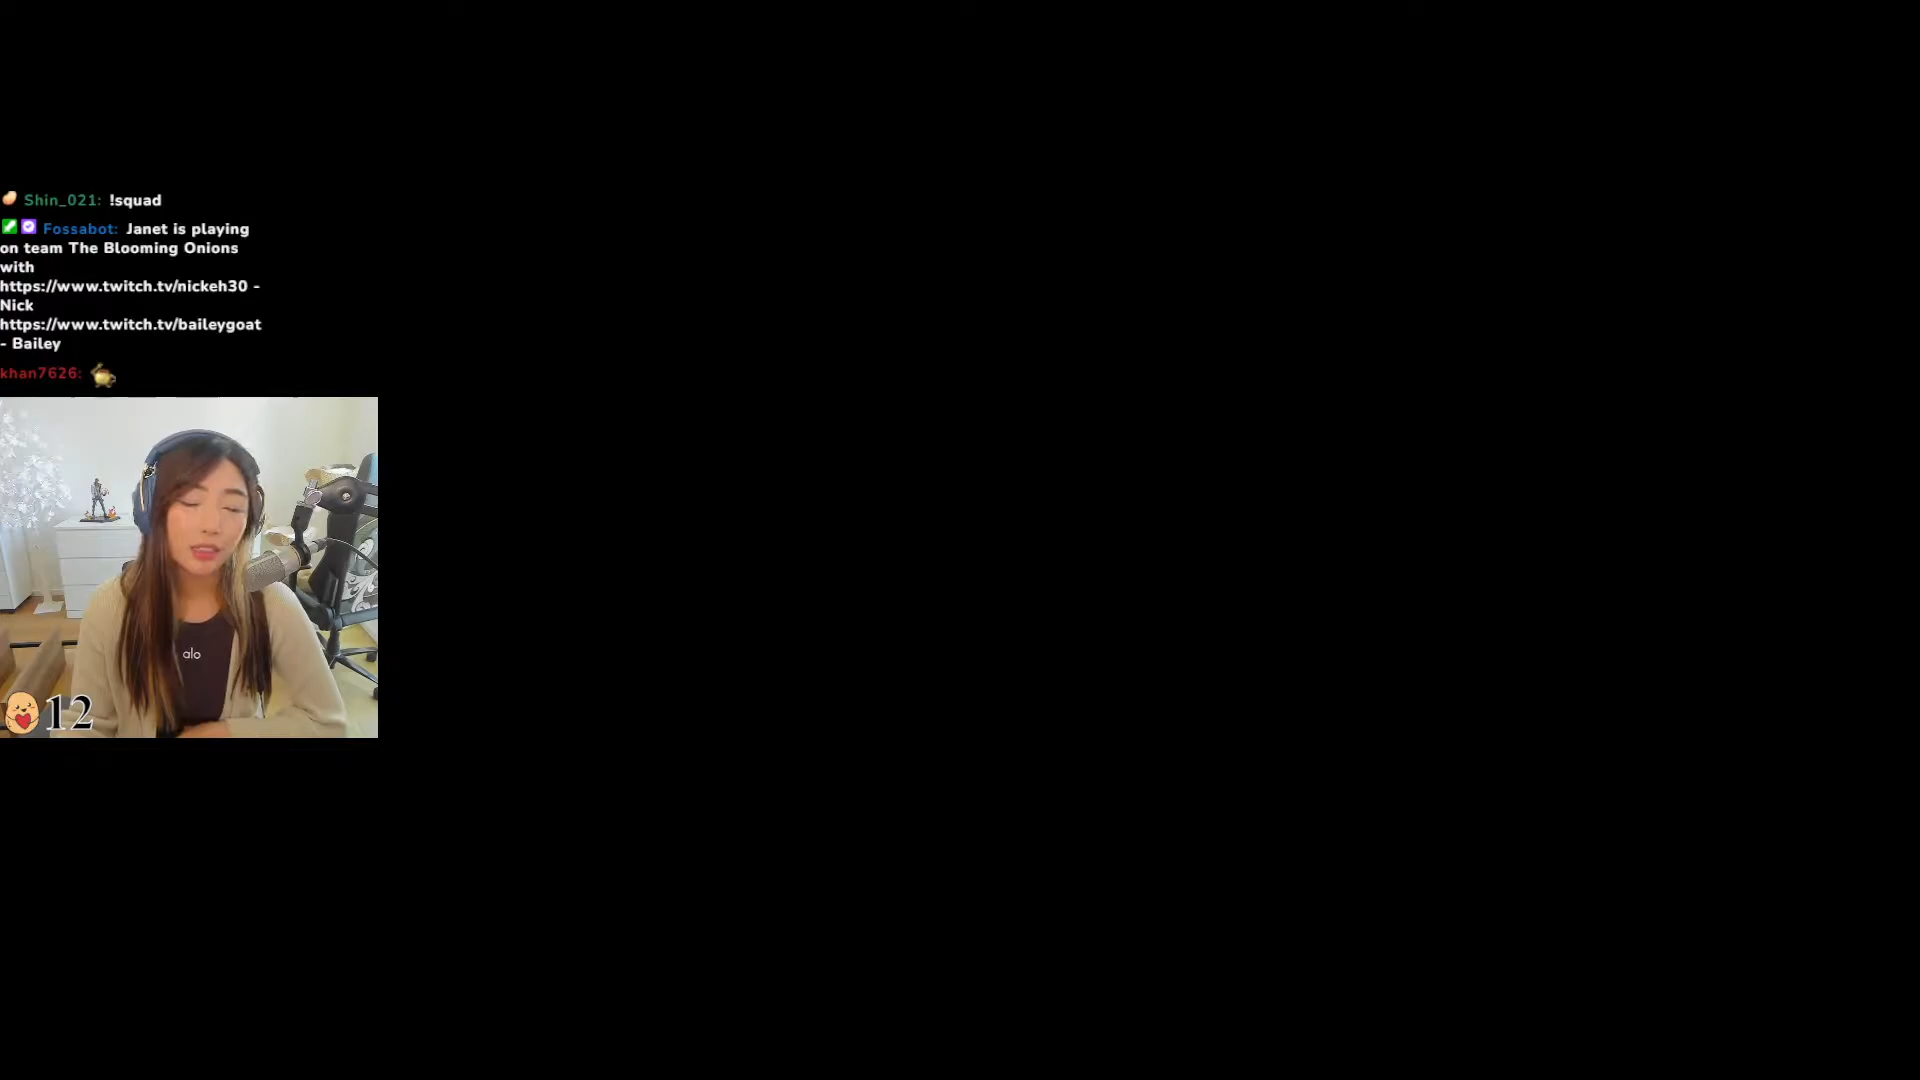 Shin_021: !squad
Fossabot: Janet is playing
on team The Blooming Onions
with
https://www.twitch.tv/nickeh30 -
Nick
https://www.twitch.tv/baileygoat
- Bailey
khan7626:
alo
12